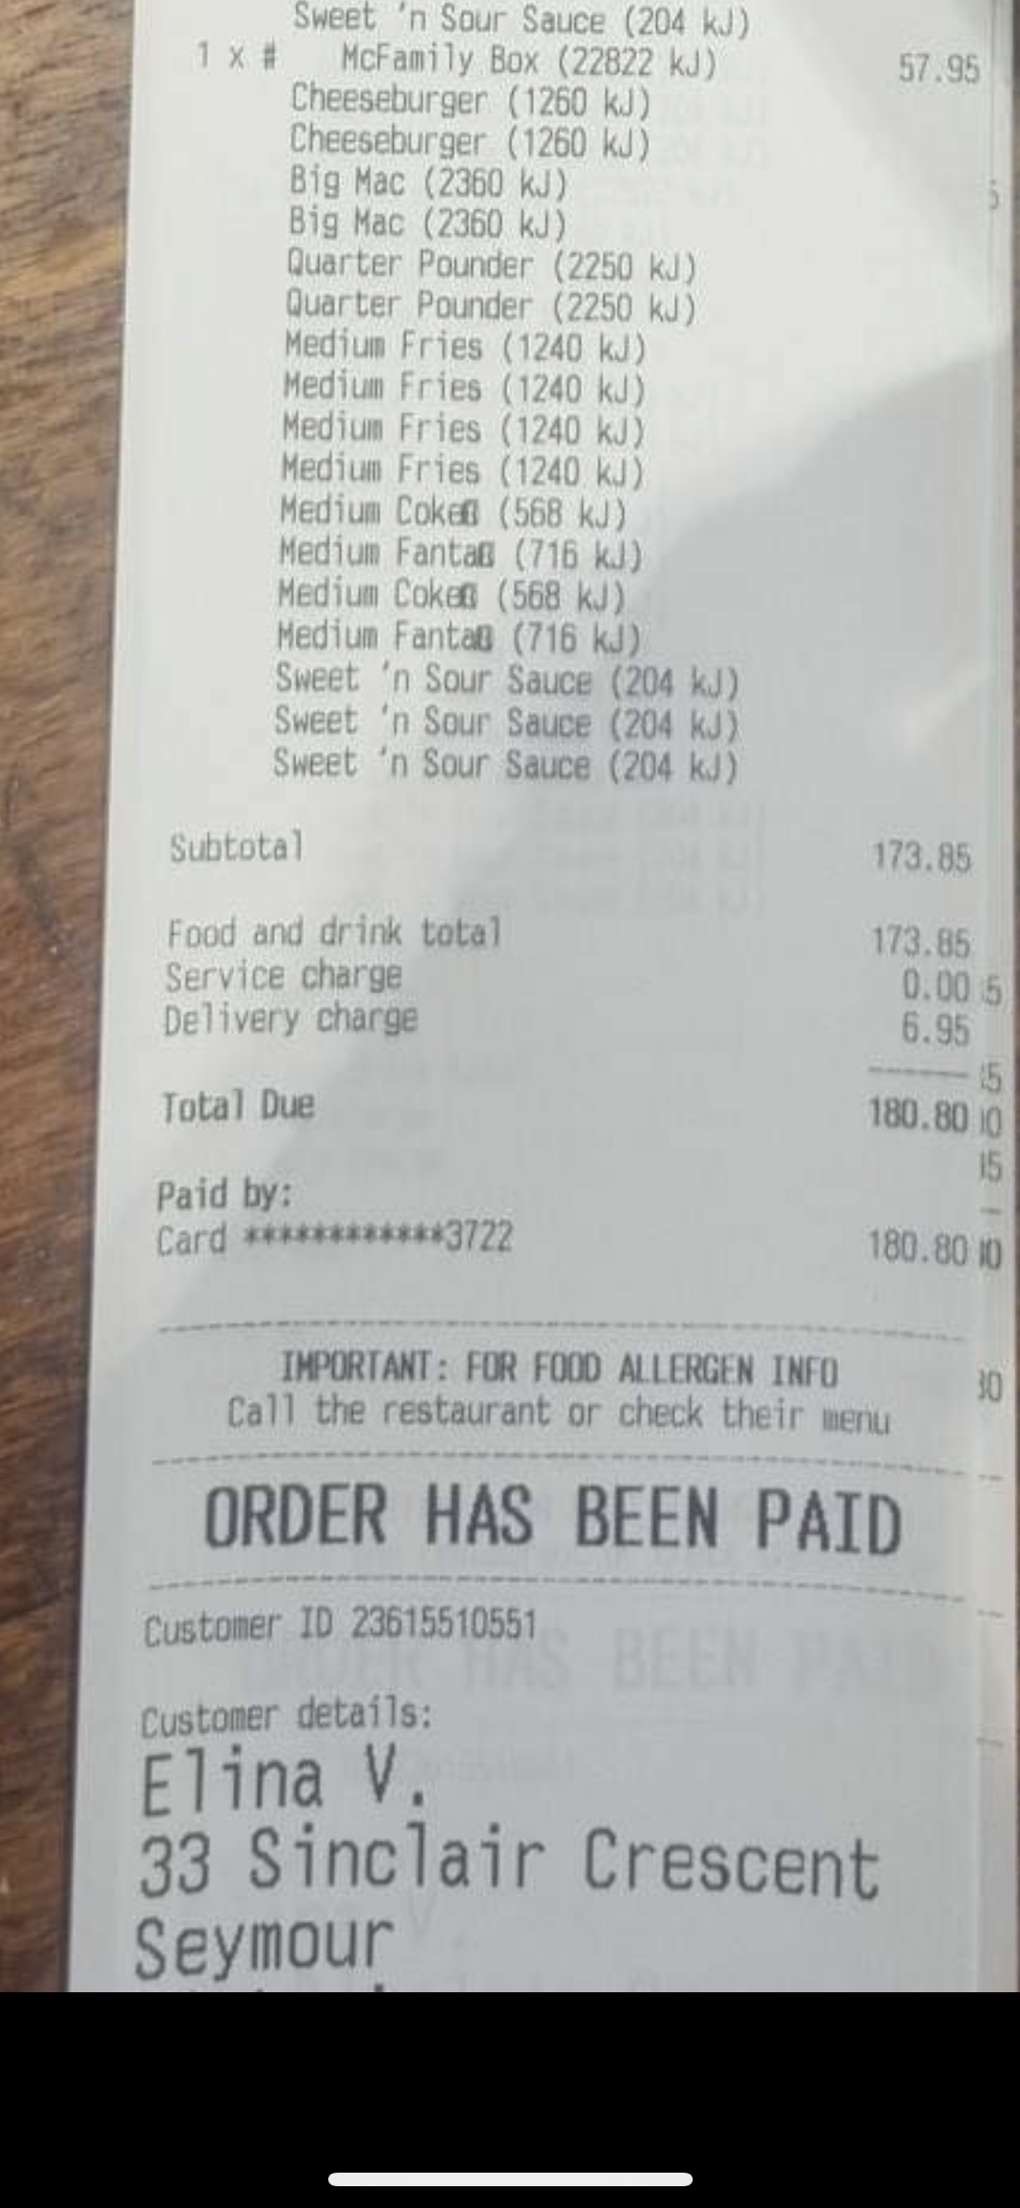 Sweet 'n Sour Sauce (204 kJ)
1 x # McFamily Box (22822 kJ) 57.95
Cheeseburger (1260 kJ)
Cheeseburger (1260 kJ)
Big Mac (2360 kJ)
Big Mac (2360 kJ)
Quarter Pounder (2250 kJ)
Quarter Pounder (2250 kJ)
Medium Fries (1240 kJ)
Medium Fries (1240 kJ)
Medium Fries (1240 kJ)
Medium Fries (1240 kJ)
Medium Coke (568 kJ)
Medium Fanta (716 kJ)
Medium Coke (568 kJ)
Medium Fanta (716 kJ)
Sweet 'n Sour Sauce (204 kJ)
Sweet 'n Sour Sauce (204 kJ)
Sweet 'n Sour Sauce (204 kJ)
Subtotal 173.85
Food and drink total 173.85
Service charge 0.00
Delivery charge 6.95
Total Due 180.80
Paid by:
Card ************3722 180.80
IMPORTANT: FOR FOOD ALLERGEN INFO
Call the restaurant or check their menu
ORDER HAS BEEN PAID
Customer ID 23615510551
Customer details:
Elina V.
33 Sinclair Crescent
Seymour